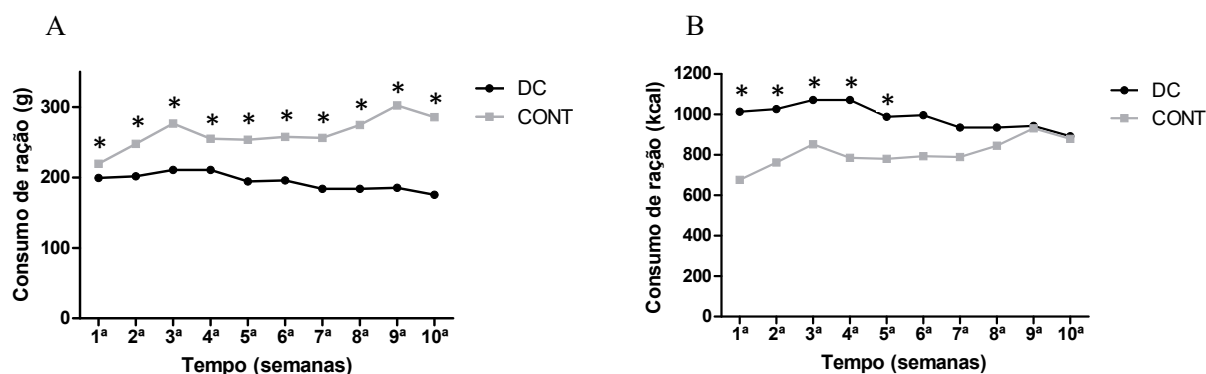 A
Consumo de ração (g)
300
200
100
0
* * * * * * * * * *
DC
CONT
1ª 2ª 3ª 4ª 5ª 6ª 7ª 8ª 9ª 10ª
Tempo (semanas)
B
Consumo de ração (kcal)
1200
1000
800
600
400
200
0
* * * * *
DC
CONT
1ª 2ª 3ª 4ª 5ª 6ª 7ª 8ª 9ª 10ª
Tempo (semanas)